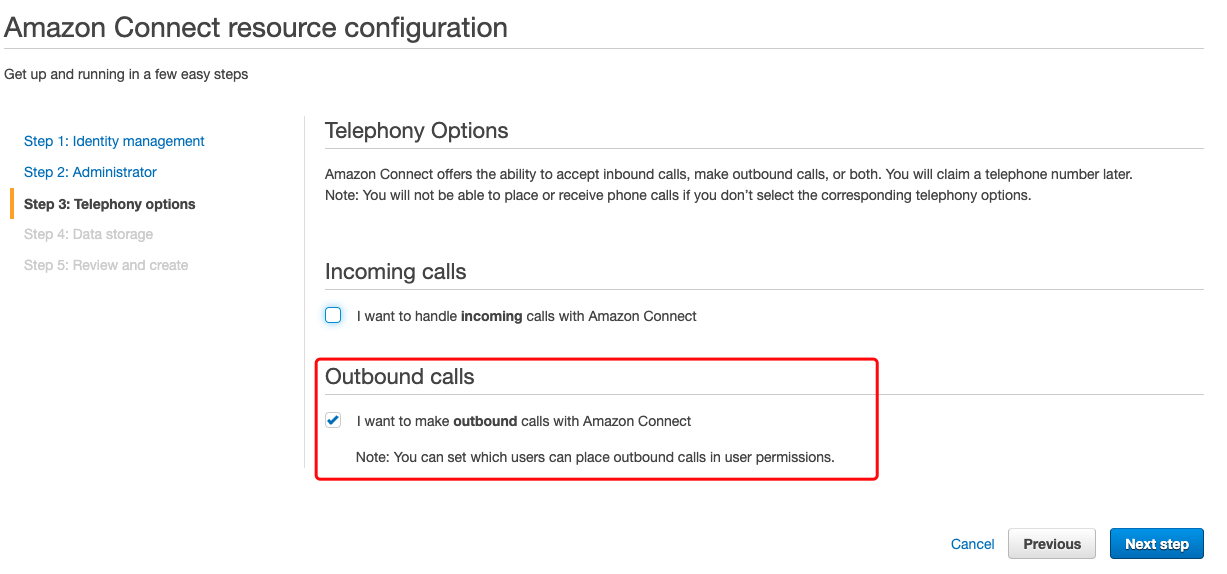 Amazon Connect resource configuration
Get up and running in a few easy steps
Step 1: Identity management
Step 2: Administrator
Step 3: Telephony options
Step 4: Data storage
Step 5: Review and create
Telephony Options
Amazon Connect offers the ability to accept inbound calls, make outbound calls, or both. You will claim a telephone number later.
Note: You will not be able to place or receive phone calls if you don’t select the corresponding telephony options.
Incoming calls
I want to handle incoming calls with Amazon Connect
Outbound calls
I want to make outbound calls with Amazon Connect
Note: You can set which users can place outbound calls in user permissions.
Cancel
Previous
Next step